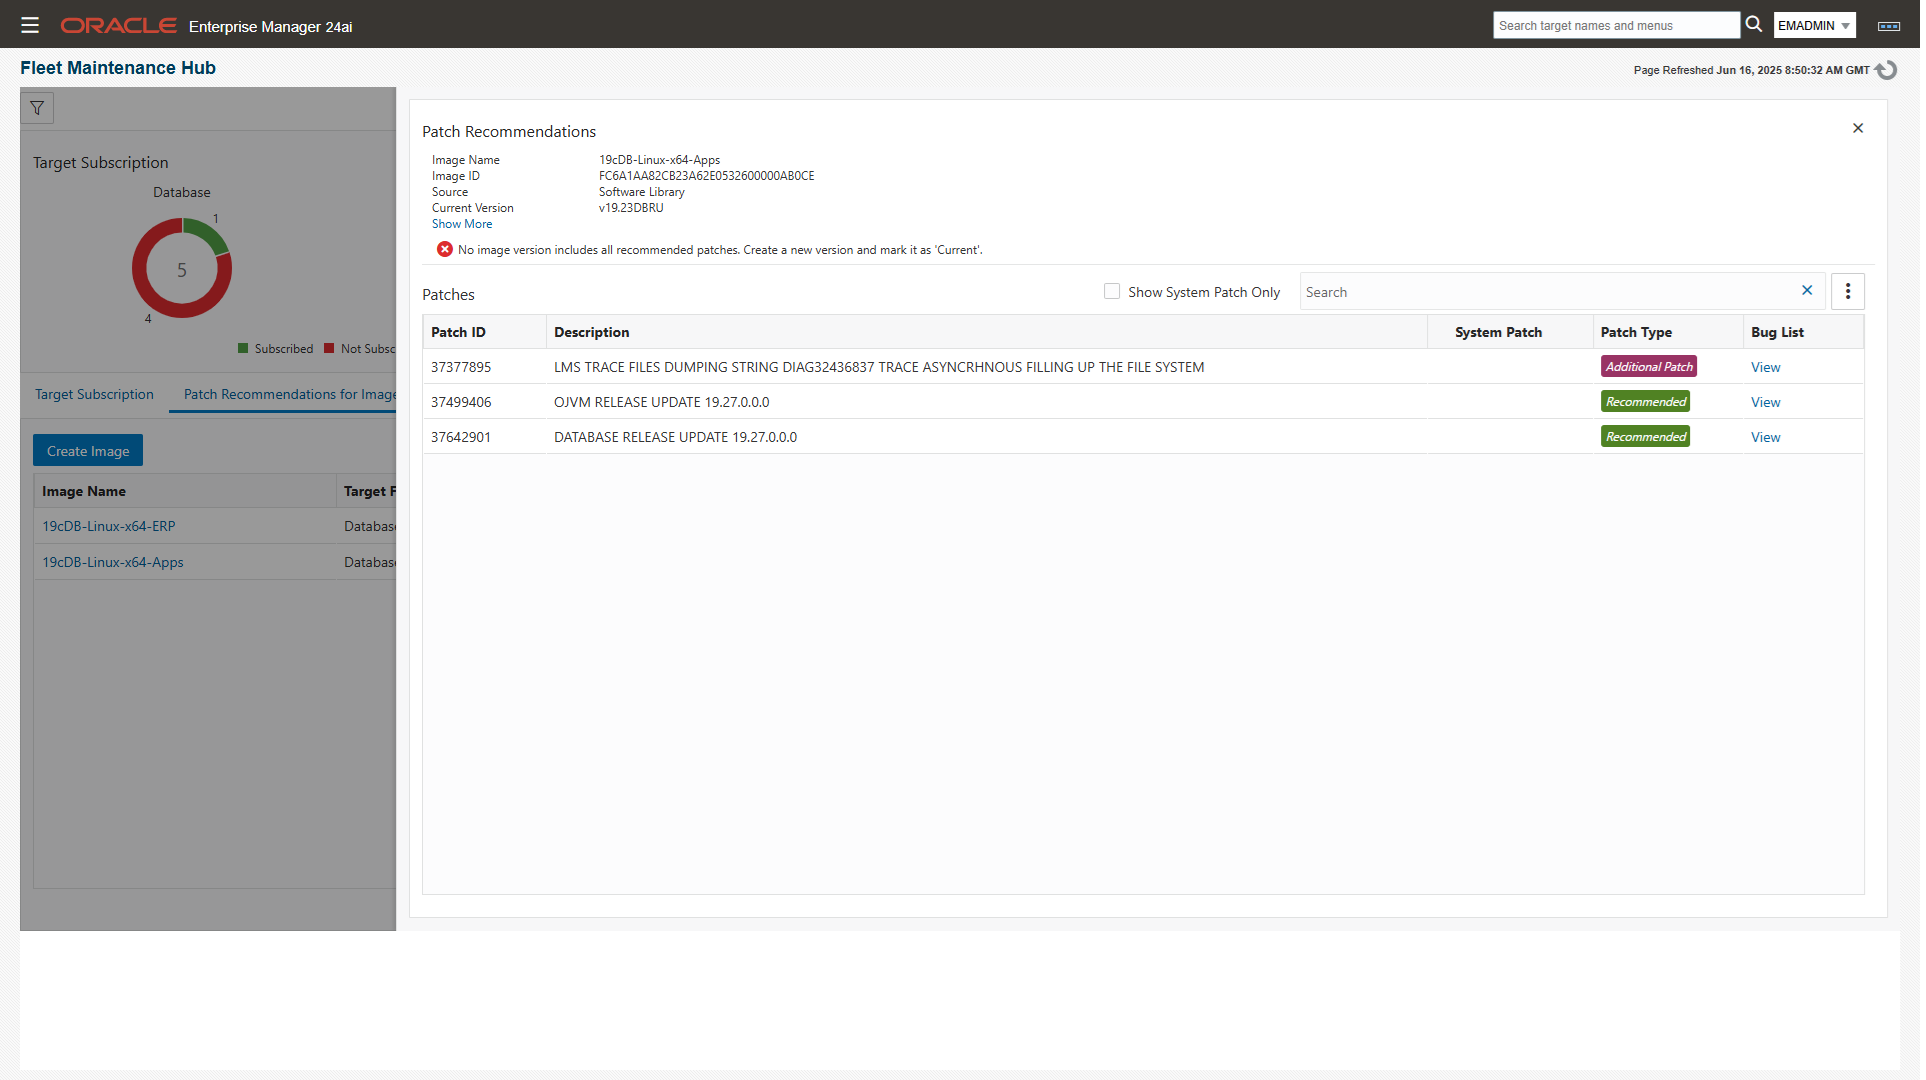 ORACLE Enterprise Manager 24ai
Search target names and menus
EMADMIN
Fleet Maintenance Hub
Page Refreshed Jun 16, 2025 8:50:32 AM GMT
Target Subscription
Database
1
5
4
Subscribed Not Subsc
Target Subscription Patch Recommendations for Image
Create Image
Image Name Target F
19cDB-Linux-x64-ERP Databas
19cDB-Linux-x64-Apps Databas
Patch Recommendations
Image Name 19cDB-Linux-x64-Apps
Image ID FC6A1AA82CB23A62E0532600000AB0CE
Source Software Library
Current Version v19.23DBRU
Show More
No image version includes all recommended patches. Create a new version and mark it as 'Current'.
Patches
Show System Patch Only
Search
Patch ID Description System Patch Patch Type Bug List
37377895 LMS TRACE FILES DUMPING STRING DIAG32436837 TRACE ASYNCRHNOUS FILLING UP THE FILE SYSTEM Additional Patch View
37499406 OJVM RELEASE UPDATE 19.27.0.0.0 Recommended View
37642901 DATABASE RELEASE UPDATE 19.27.0.0.0 Recommended View